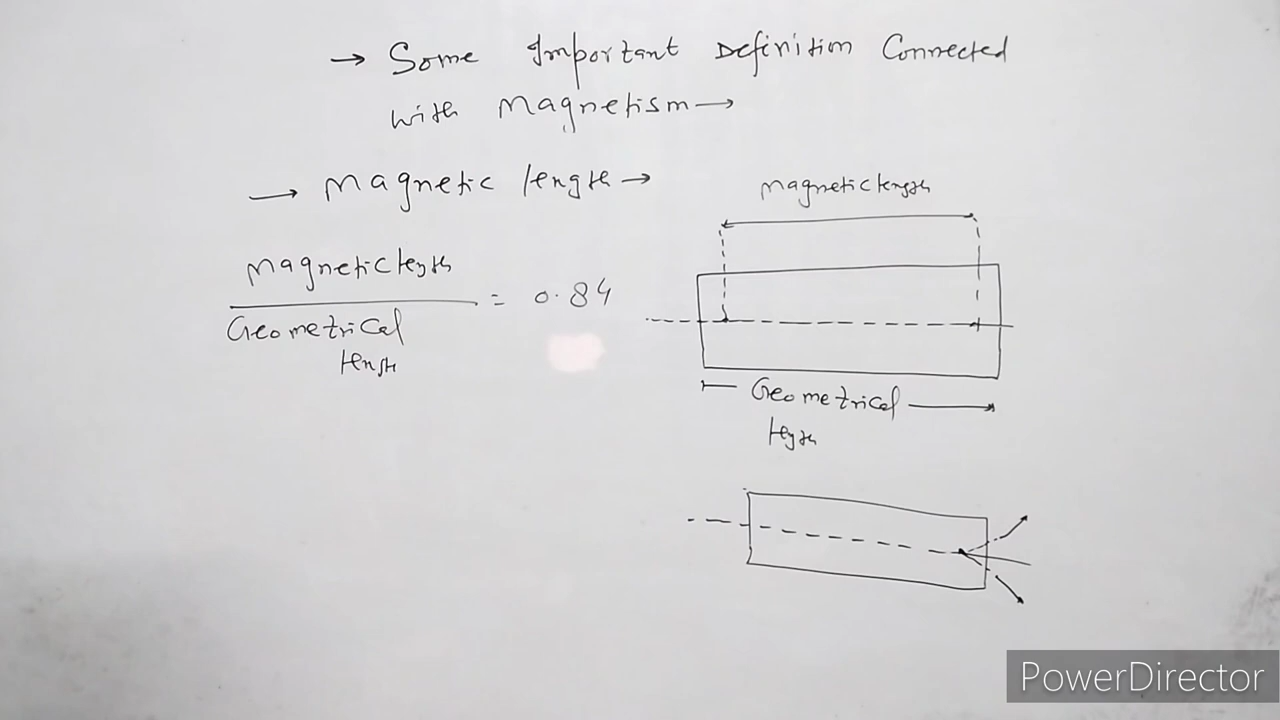 → Some Important Definition Connected
with Magnetism →
→ Magnetic length →
Magnetic length
Magnetic length
Geometrical
length
= 0.84
Geometrical
length
PowerDirector